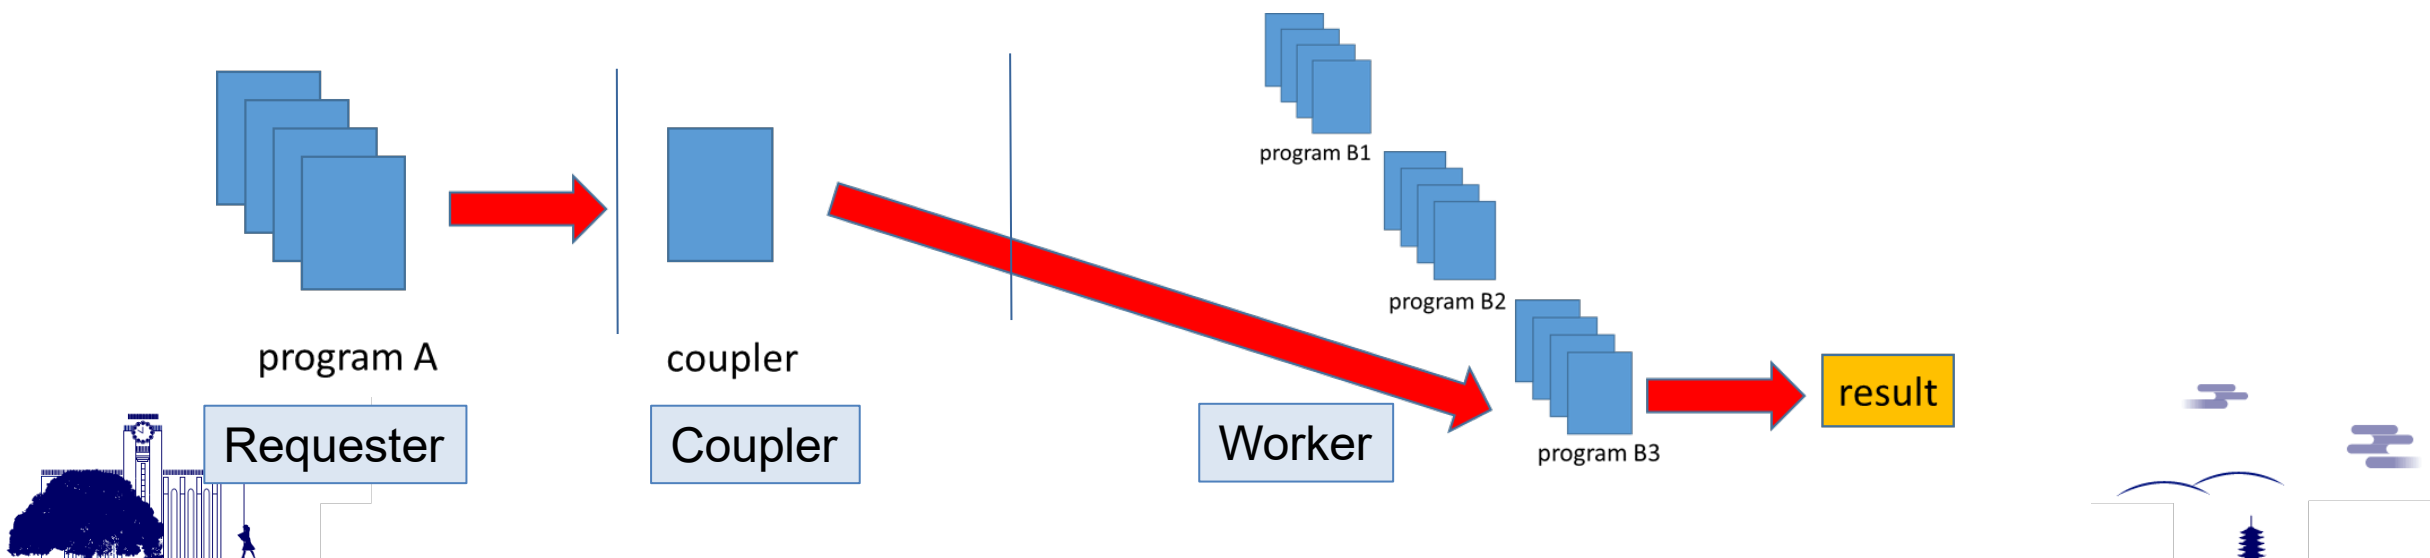 program B1
program B2
program A
coupler
result
Requester
Coupler
Worker
program B3